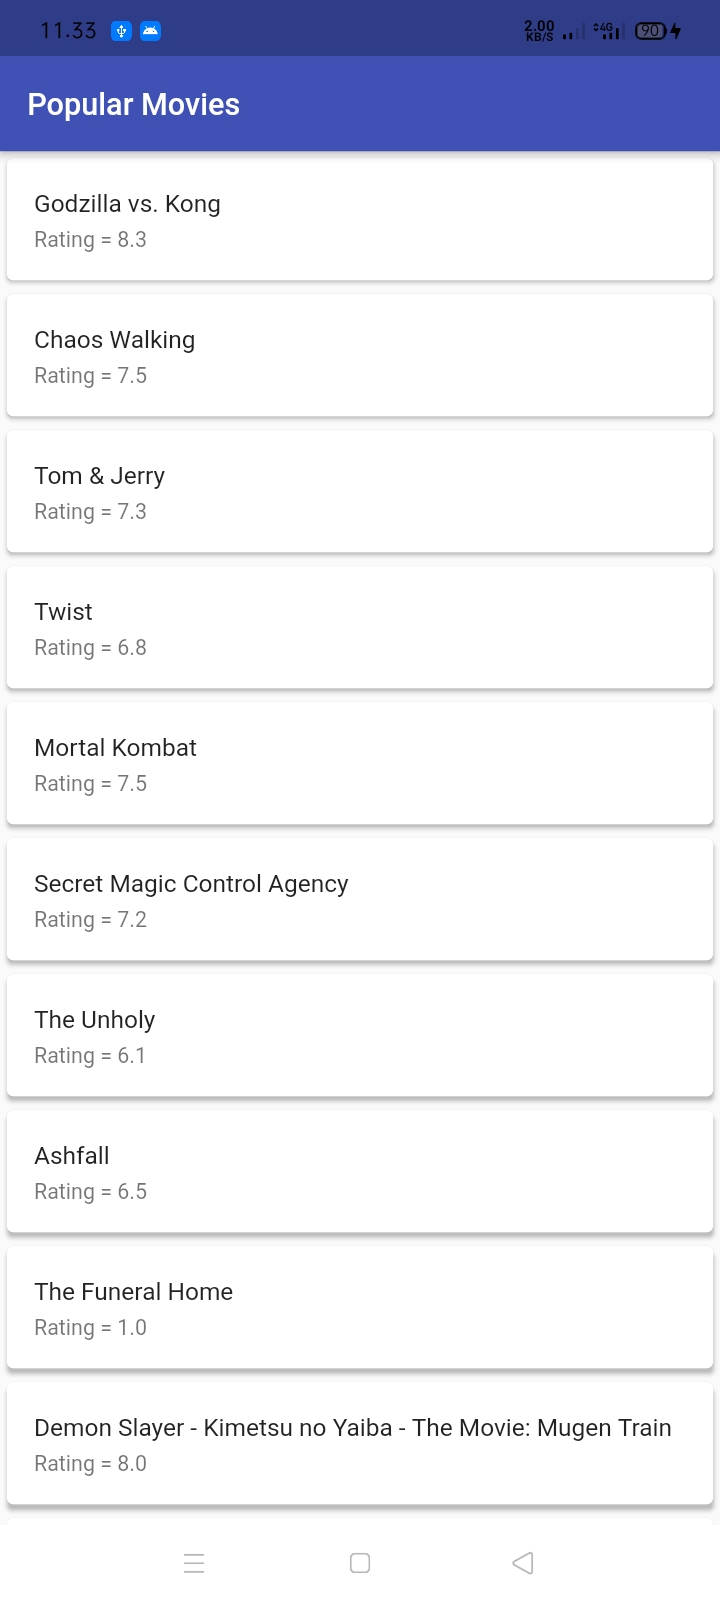 11.33
2.00
KB/S
4G
90
Popular Movies
Godzilla vs. Kong
Rating = 8.3
Chaos Walking
Rating = 7.5
Tom & Jerry
Rating = 7.3
Twist
Rating = 6.8
Mortal Kombat
Rating = 7.5
Secret Magic Control Agency
Rating = 7.2
The Unholy
Rating = 6.1
Ashfall
Rating = 6.5
The Funeral Home
Rating = 1.0
Demon Slayer - Kimetsu no Yaiba - The Movie: Mugen Train
Rating = 8.0